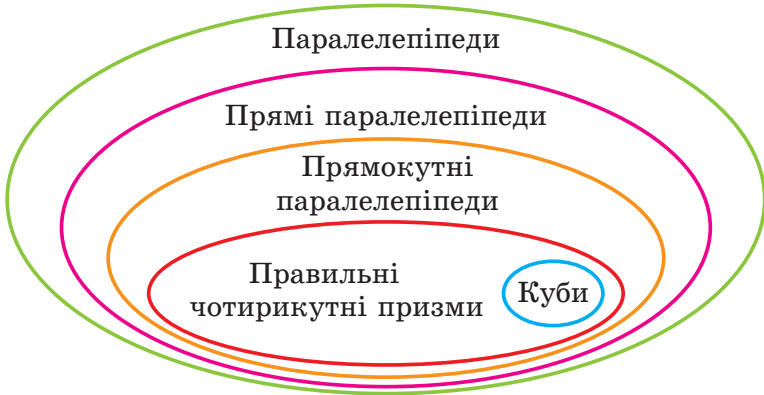 Паралелепіпеди
Прямі паралелепіпеди
Прямокутні
паралелепіпеди
Правильні
чотирикутні призми
Куби